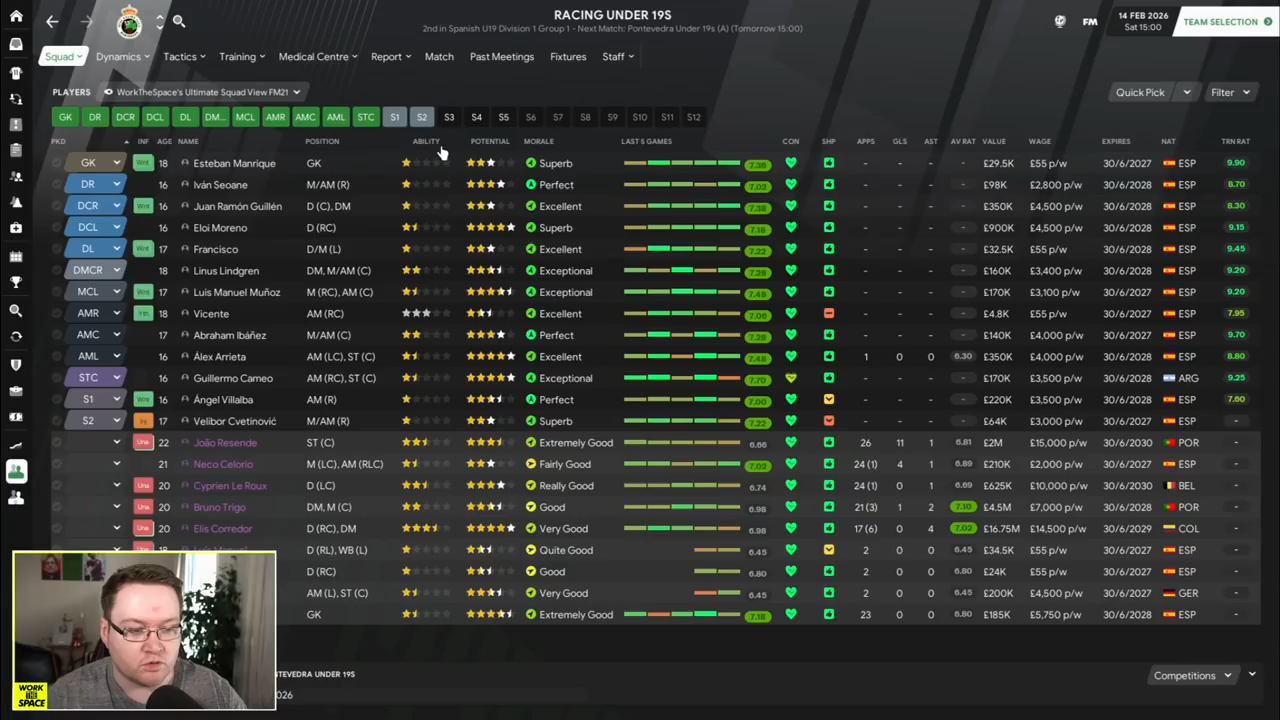 RACING UNDER 19S
2nd in Spanish U19 Division 1 Group 1 - Next Match: Pontevedra Under 19s (A) (Tomorrow 15:00)
FM
14 FEB 2026
Sat 15:00
TEAM SELECTION
Squad Dynamics Tactics Training Medical Centre Report Match Past Meetings Fixtures Staff
PLAYERS WorkTheSpace's Ultimate Squad View FM21 Quick Pick Filter
GK DR DCR DCL DL DM... MCL AMR AMC AML STC S1 S2 S3 S4 S5 S6 S7 S8 S9 S10 S11 S12
PKD INF AGE NAME POSITION ABILITY POTENTIAL MORALE LAST 5 GAMES CON SHP APPS GLS AST AV RAT VALUE WAGE EXPIRES NAT TRN RAT
GK Wnt 18 Esteban Manrique GK Superb 7.36 - - - - £29.5K £55 p/w 30/6/2027 ESP 9.90
DR 16 Iván Seoane M/AM (R) Perfect 7.02 - - - - £98K £2,800 p/w 30/6/2028 ESP 8.70
DCR Wnt 16 Juan Ramón Guillén D (C), DM Excellent 7.38 - - - - £350K £4,500 p/w 30/6/2028 ESP 8.30
DCL 16 Eloi Moreno D (RC) Superb 7.18 - - - - £900K £4,500 p/w 30/6/2028 ESP 9.15
DL Wnt 17 Francisco D/M (L) Excellent 7.22 - - - - £32.5K £55 p/w 30/6/2027 ESP 9.45
DMCR 18 Linus Lindgren DM, M/AM (C) Exceptional 7.28 - - - - £160K £3,400 p/w 30/6/2028 ESP 9.20
MCL Wnt 17 Luis Manuel Muñoz M (RC), AM (C) Exceptional 7.48 - - - - £170K £3,100 p/w 30/6/2027 ESP 9.20
AMR Yth 18 Vicente AM (RC) Excellent 7.06 - - - - £4.8K £55 p/w 30/6/2027 ESP 7.95
AMC 17 Abraham Ibáñez M/AM (C) Perfect 7.28 - - - - £140K £4,000 p/w 30/6/2027 ESP 9.70
AML 16 Álex Arrieta AM (LC), ST (C) Excellent 7.48 1 0 0 6.30 £350K £4,000 p/w 30/6/2028 ESP 8.80
STC 16 Guillermo Cameo AM (RC), ST (C) Exceptional 7.70 - - - - £170K £3,500 p/w 30/6/2028 ARG 9.25
S1 Wnt 16 Ángel Villalba AM (R) Perfect 7.00 - - - - £220K £3,500 p/w 30/6/2028 ESP 7.60
S2 Inj 17 Velibor Cvetinović M/AM (R) Superb 7.22 - - - - £64K £3,000 p/w 30/6/2027 ESP -
Una 22 João Resende ST (C) Extremely Good 6.66 26 11 1 6.81 £2M £15,000 p/w 30/6/2030 POR -
21 Neco Celorio M (LC), AM (RLC) Fairly Good 7.02 24 (1) 4 1 6.89 £210K £2,000 p/w 30/6/2027 ESP -
Una 20 Cyprien Le Roux D (LC) Really Good 6.74 24 (1) 0 1 6.69 £625K £10,000 p/w 30/6/2030 BEL -
Una 20 Bruno Trigo DM, M (C) Good 6.98 21 (3) 1 2 7.10 £4.5M £7,000 p/w 30/6/2028 POR -
Una 20 Elis Corredor D (RC), DM Very Good 6.98 17 (6) 0 4 7.02 £16.75M £14,500 p/w 30/6/2029 COL -
D (RL), WB (L) Quite Good 6.45 2 0 0 6.45 £34.5K £55 p/w 30/6/2027 ESP -
D (RC) Good 6.80 2 0 0 6.80 £24K £55 p/w 30/6/2027 ESP -
AM (L), ST (C) Very Good 6.45 2 0 0 6.45 £200K £4,500 p/w 30/6/2027 GER -
GK Extremely Good 7.18 23 0 0 6.80 £185K £5,750 p/w 30/6/2027 ESP -
NTEVEDRA UNDER 19S
Competitions
2026
WORK THE SPACE